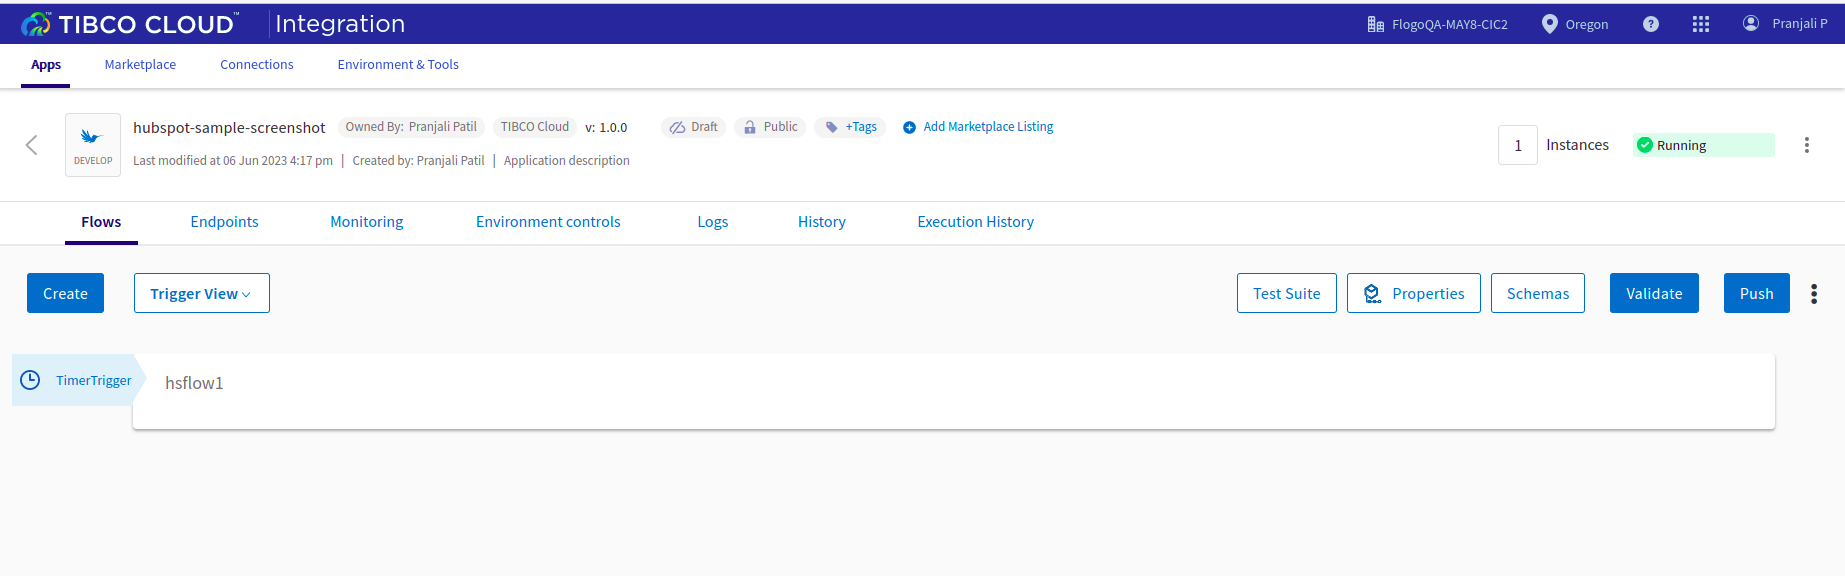 TIBCO CLOUD™ Integration FlogoQA-MAY8-CIC2 Oregon ? Pranjali P
Apps Marketplace Connections Environment & Tools
hubspot-sample-screenshot Owned By: Pranjali Patil TIBCO Cloud v: 1.0.0 Draft Public +Tags Add Marketplace Listing
DEVELOP
Last modified at 06 Jun 2023 4:17 pm | Created by: Pranjali Patil | Application description
1 Instances Running
Flows Endpoints Monitoring Environment controls Logs History Execution History
Create Trigger View Test Suite Properties Schemas Validate Push
TimerTrigger hsflow1